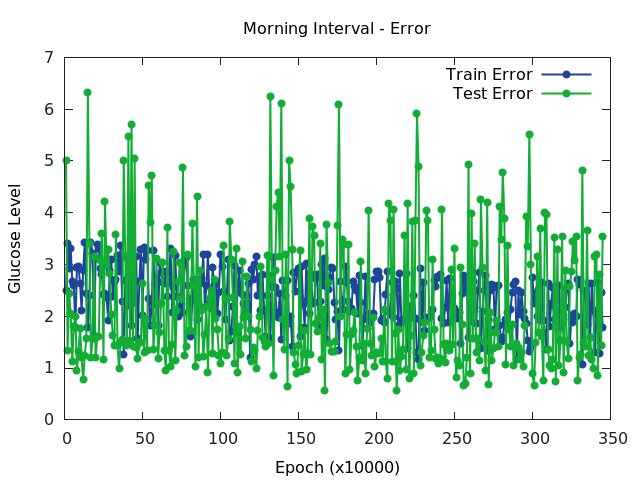 Morning Interval - Error
Train Error
Test Error
7
6
5
4
3
2
1
0
Glucose Level
0 50 100 150 200 250 300 350
Epoch (x10000)